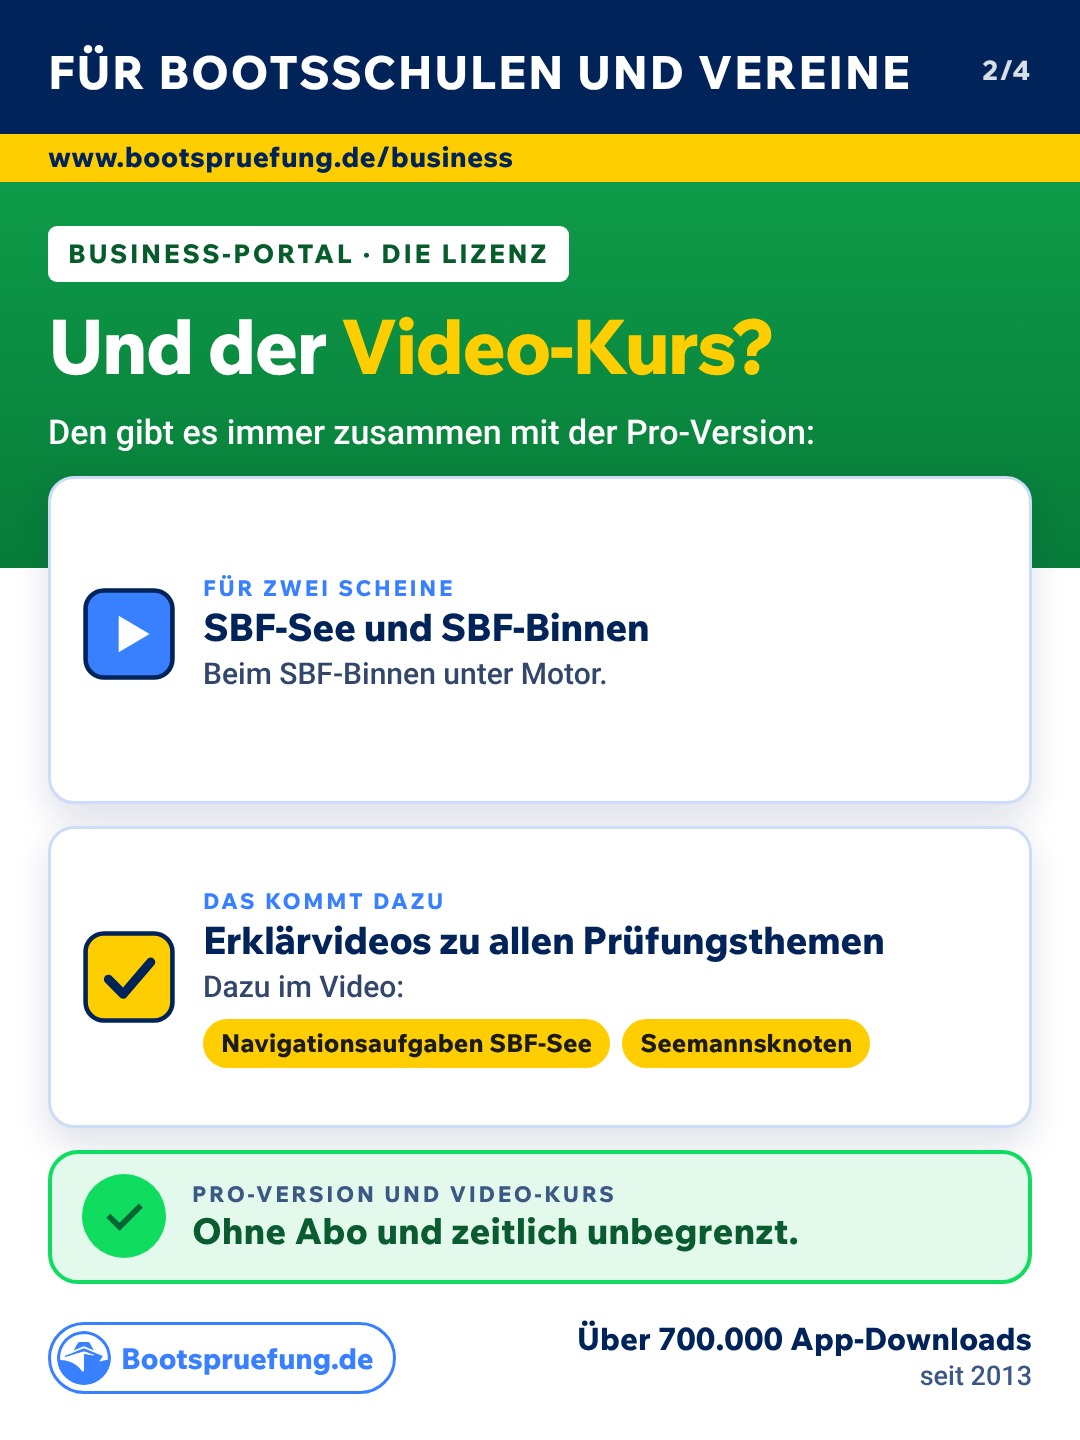 FÜR BOOTSSCHULEN UND VEREINE
2/4
www.bootspruefung.de/business
BUSINESS-PORTAL · DIE LIZENZ
Und der Video-Kurs?
Den gibt es immer zusammen mit der Pro-Version:
FÜR ZWEI SCHEINE
SBF-See und SBF-Binnen
Beim SBF-Binnen unter Motor.
DAS KOMMT DAZU
Erklärvideos zu allen Prüfungsthemen
Dazu im Video:
Navigationsaufgaben SBF-See
Seemannsknoten
PRO-VERSION UND VIDEO-KURS
Ohne Abo und zeitlich unbegrenzt.
Bootspruefung.de
Über 700.000 App-Downloads
seit 2013